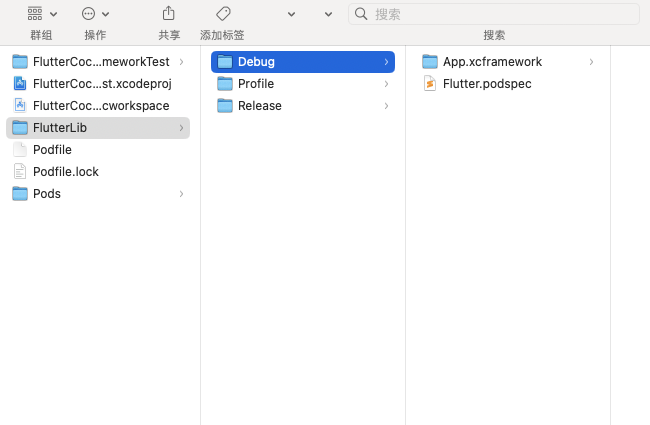 搜索
群组 操作 共享 添加标签 搜索
FlutterCoc...meworkTest
FlutterCoc...st.xcodeproj
FlutterCoc...cworkspace
FlutterLib
Podfile
Podfile.lock
Pods
Debug
Profile
Release
App.xcframework
Flutter.podspec